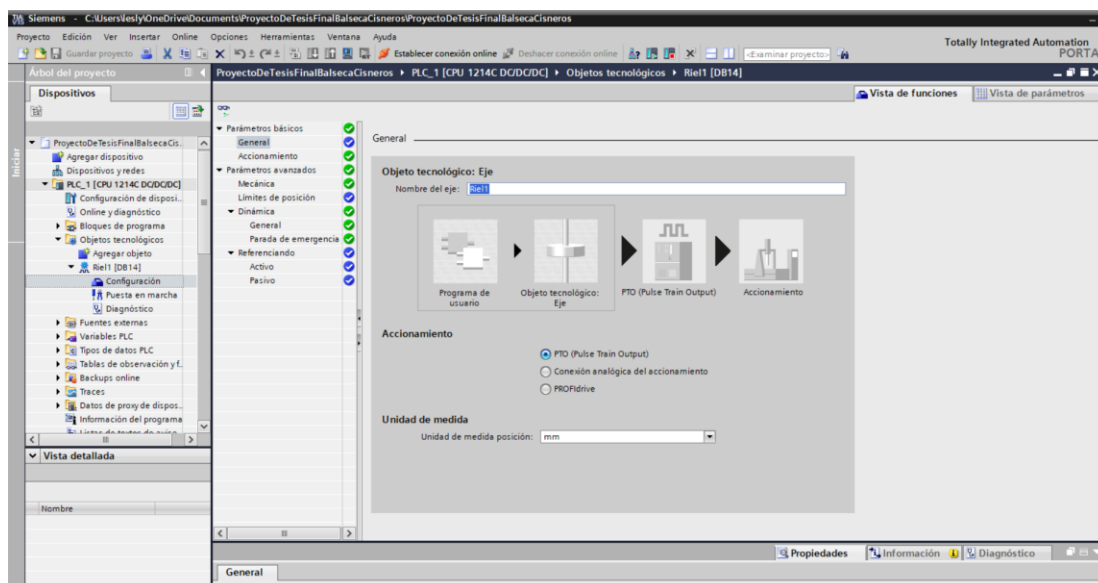 Siemens - C:\Users\lesly\OneDrive\Documents\ProyectoDeTesisFinalBalsecaCisneros\ProyectoDeTesisFinalBalsecaCisneros
Proyecto Edición Ver Insertar Online Opciones Herramientas Ventana Ayuda
Guardar proyecto Establecer conexión online Deshacer conexión online <Examinar proyecto>
Totally Integrated Automation
PORTA
Árbol del proyecto
ProyectoDeTesisFinalBalsecaCisneros PLC_1 [CPU 1214C DC/DC/DC] Objetos tecnológicos Riel1 [DB14]
Dispositivos
Vista de funciones Vista de parámetros
Iniciar
ProyectoDeTesisFinalBalsecaCis.
Agregar dispositivo
Dispositivos y redes
PLC_1 [CPU 1214C DC/DC/DC]
Configuración de disposi..
Online y diagnóstico
Bloques de programa
Objetos tecnológicos
Agregar objeto
Riel1 [DB14]
Configuración
Puesta en marcha
Diagnóstico
Fuentes externas
Variables PLC
Tipos de datos PLC
Tablas de observación y f..
Backups online
Traces
Datos de proxy de dispos..
Información del programa
Vista detallada
Nombre
Parámetros básicos
General
Accionamiento
Parámetros avanzados
Mecánica
Límites de posición
Dinámica
General
Parada de emergencia
Referenciando
Activo
Pasivo
General
Objeto tecnológico: Eje
Nombre del eje: Riel1
Programa de
usuario
Objeto tecnológico:
Eje
PTO (Pulse Train Output)
Accionamiento
Accionamiento
PTO (Pulse Train Output)
Conexión analógica del accionamiento
PROFIdrive
Unidad de medida
Unidad de medida posición: mm
Propiedades Información Diagnóstico
General